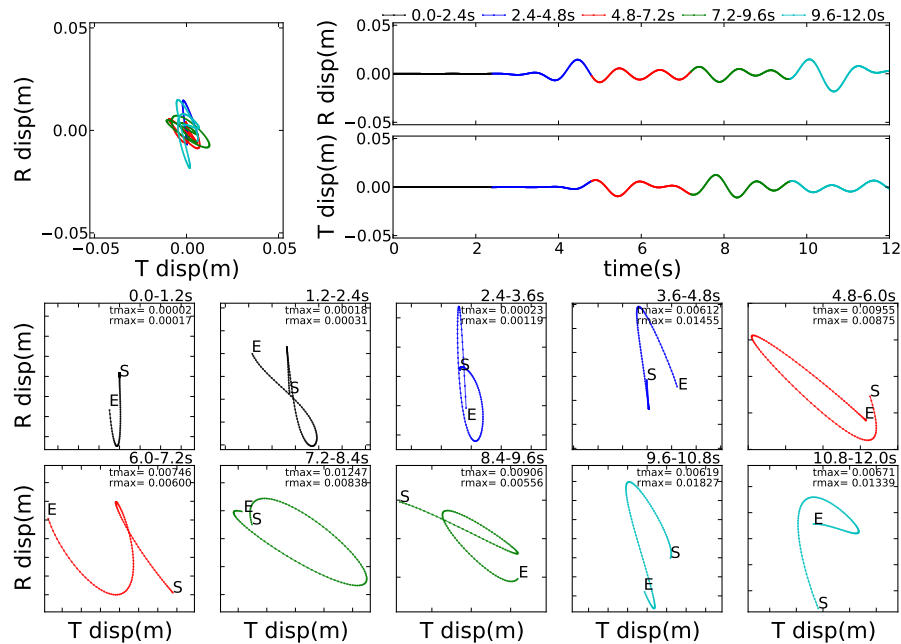 0.0-2.4s 2.4-4.8s 4.8-7.2s 7.2-9.6s 9.6-12.0s
0.05
0.00
−0.05
R disp(m)
−0.05 0.00 0.05
T disp(m)
0.05
0.00
−0.05
R disp(m)
0.05
0.00
−0.05
T disp(m)
0 2 4 6 8 10 12
time(s)
0.0-1.2s
tmax= 0.00002
rmax= 0.00017
S
E
1.2-2.4s
tmax= 0.00018
rmax= 0.00031
E
S
2.4-3.6s
tmax= 0.00023
rmax= 0.00119
S
E
3.6-4.8s
tmax= 0.00612
rmax= 0.01455
S
E
4.8-6.0s
tmax= 0.00955
rmax= 0.00875
S
E
R disp(m)
6.0-7.2s
tmax= 0.00746
rmax= 0.00600
E
S
7.2-8.4s
tmax= 0.01247
rmax= 0.00838
E
S
8.4-9.6s
tmax= 0.00906
rmax= 0.00556
S
E
9.6-10.8s
tmax= 0.00619
rmax= 0.01827
S
E
10.8-12.0s
tmax= 0.00671
rmax= 0.01339
E
S
R disp(m)
T disp(m) T disp(m) T disp(m) T disp(m) T disp(m)